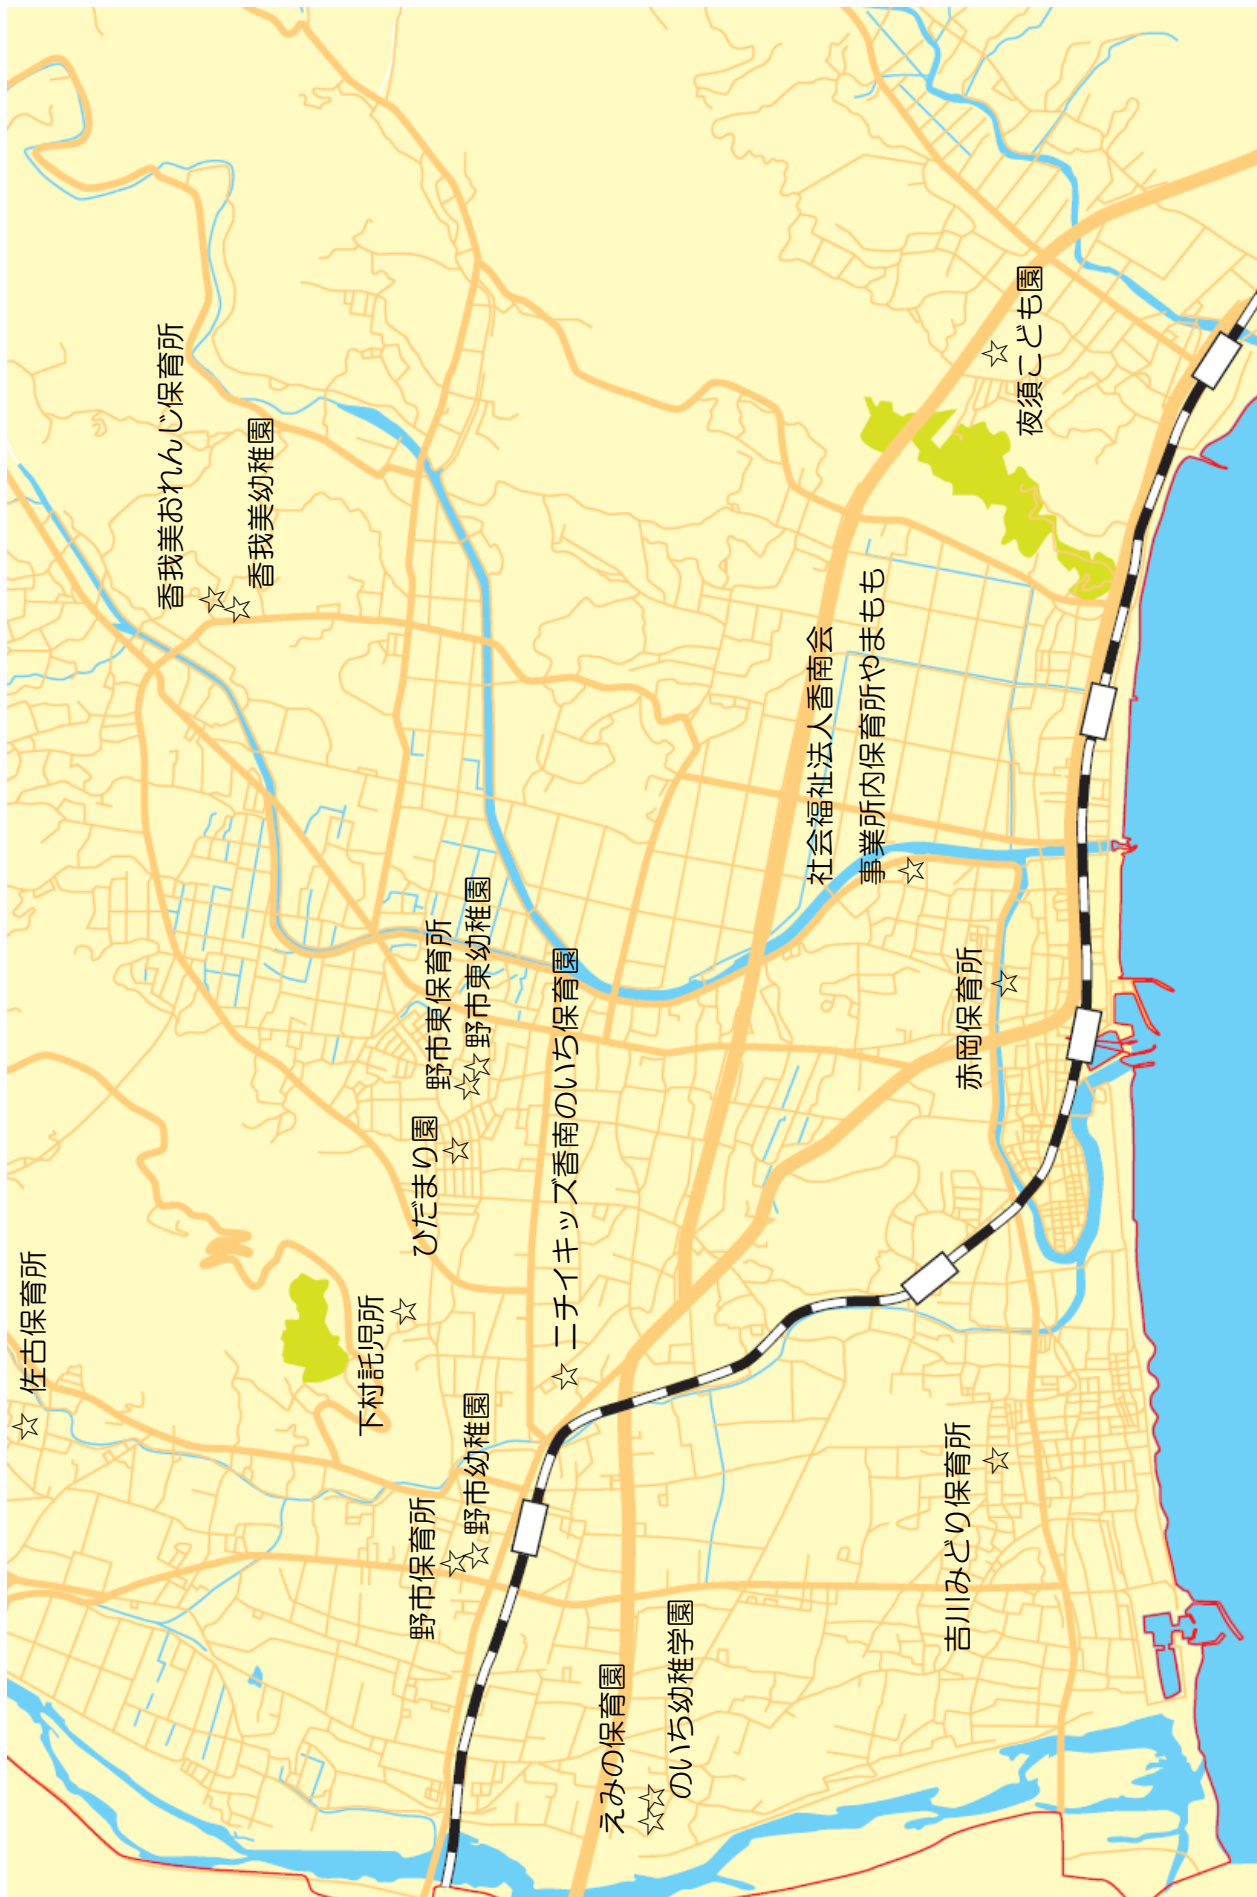 佐古保育所
下村託児所
ひだまり園
野市保育所
野市幼稚園
野市東保育所
野市東幼稚園
香我美おれんじ保育所
香我美幼稚園
ニチイキッズ香南のいち保育園
えみの保育園
のいち幼稚学園
社会福祉法人香南会
事業所内保育所やまもも
赤岡保育所
吉川みどり保育所
夜須こども園